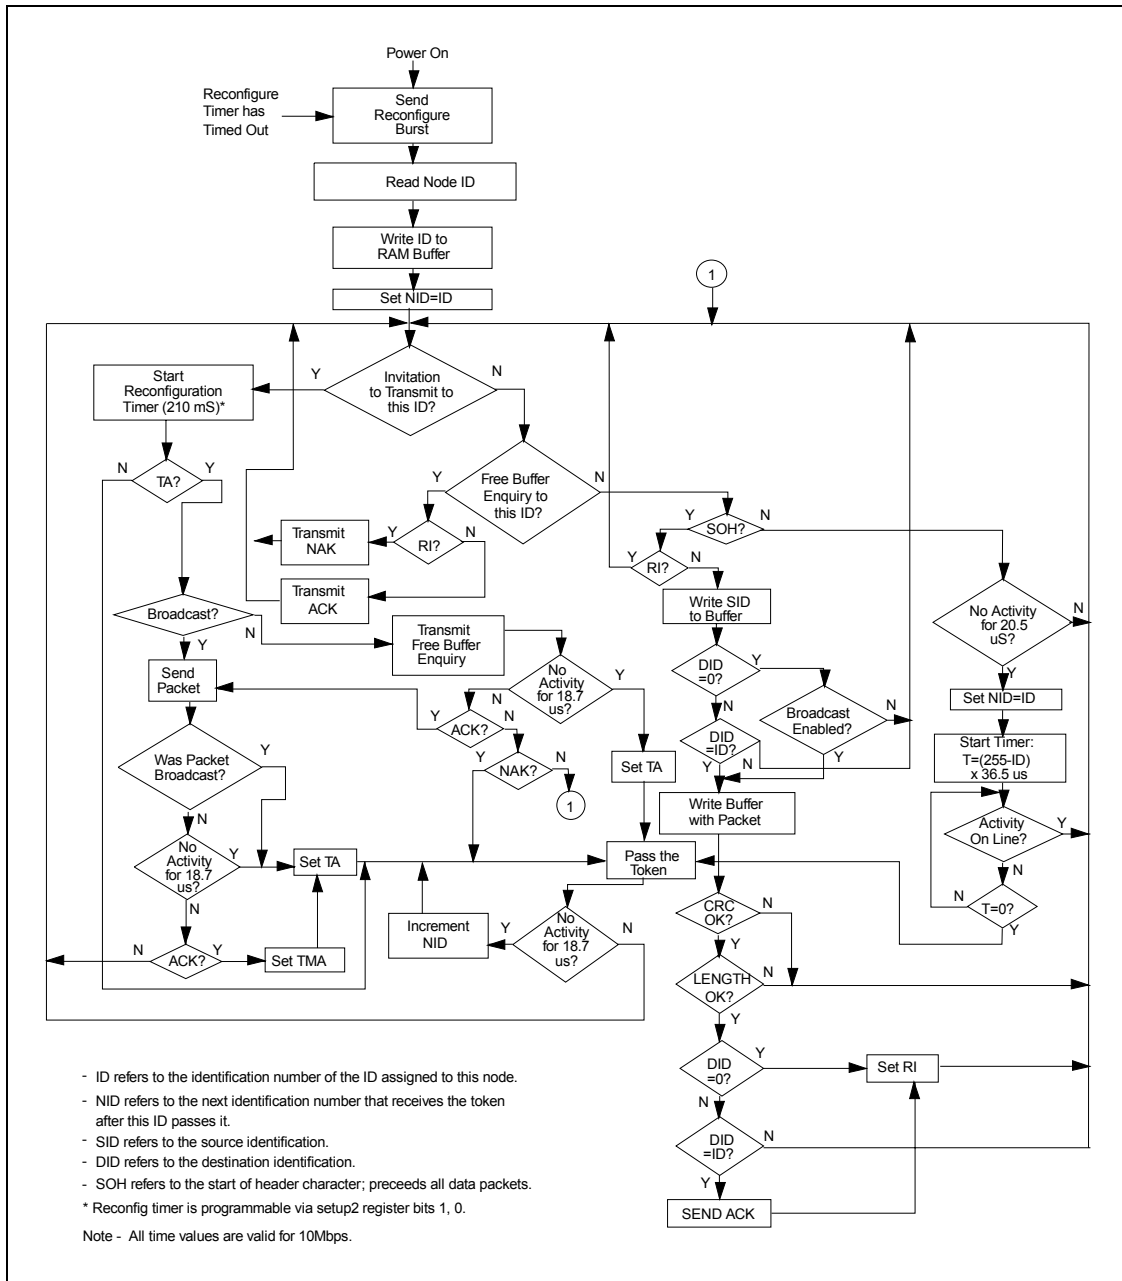 Power On
Reconfigure
Timer has
Timed Out
Send
Reconfigure
Burst
Read Node ID
Write ID to
RAM Buffer
1
Set NID=ID
Start
Reconfiguration
Timer (210 mS)*
Y
Invitation
to Transmit to
this ID?
N
N
TA?
Y
Y
Free Buffer
Enquiry to
this ID?
N
Transmit
NAK
Y
RI?
N
Y
SOH?
N
Y
RI?
N
Transmit
ACK
Write SID
to Buffer
No Activity
for 20.5
uS?
N
Y
Broadcast?
N
Y
Transmit
Free Buffer
Enquiry
Send
Packet
No
Activity
for 18.7
us?
N
Y
DID
=0?
Y
N
Set NID=ID
Broadcast
Enabled?
N
Y
Y
ACK?
N
DID
=ID?
Y
N
Start Timer:
T=(255-ID)
x 36.5 us
Was Packet
Broadcast?
Y
N
Y
NAK?
N
1
Set TA
Write Buffer
with Packet
Activity
On Line?
Y
N
No
Activity
for 18.7
us?
Y
N
Set TA
Pass the
Token
N
T=0?
Y
CRC
OK?
N
Y
Increment
NID
Y
No
Activity
for 18.7
us?
N
N
ACK?
Y
Set TMA
LENGTH
OK?
N
Y
DID
=0?
Y
N
Set RI
DID
=ID?
N
Y
SEND ACK
- ID refers to the identification number of the ID assigned to this node.
- NID refers to the next identification number that receives the token
after this ID passes it.
- SID refers to the source identification.
- DID refers to the destination identification.
- SOH refers to the start of header character; preceeds all data packets.
* Reconfig timer is programmable via setup2 register bits 1, 0.
Note - All time values are valid for 10Mbps.